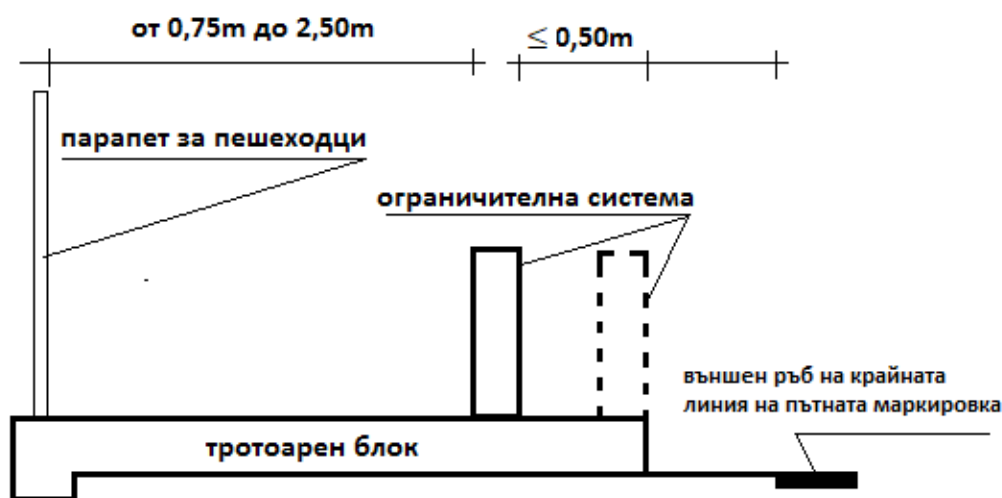 от 0,75m до 2,50m
≤ 0,50m
парапет за пешеходци
ограничителна система
външен ръб на крайната
линия на пътната маркировка
тротоарен блок